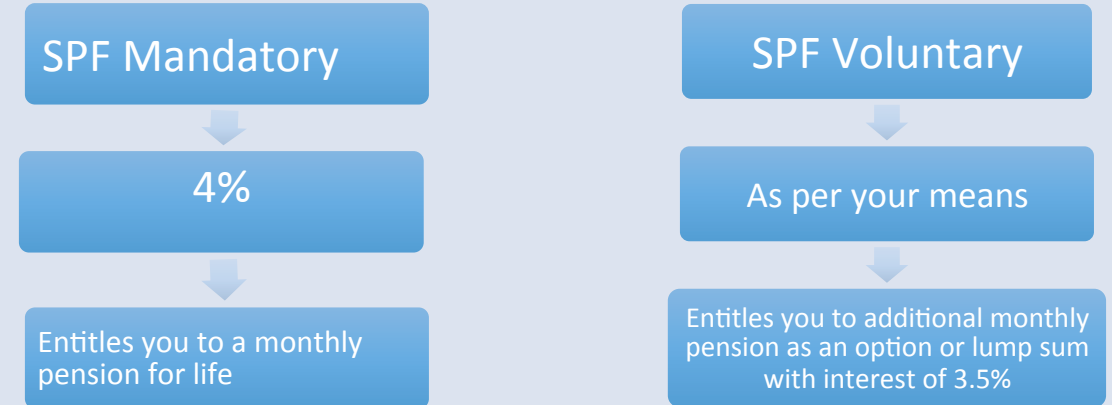 SPF Mandatory
4%
Entitles you to a monthly
pension for life
SPF Voluntary
As per your means
Entitles you to additional monthly
pension as an option or lump sum
with interest of 3.5%